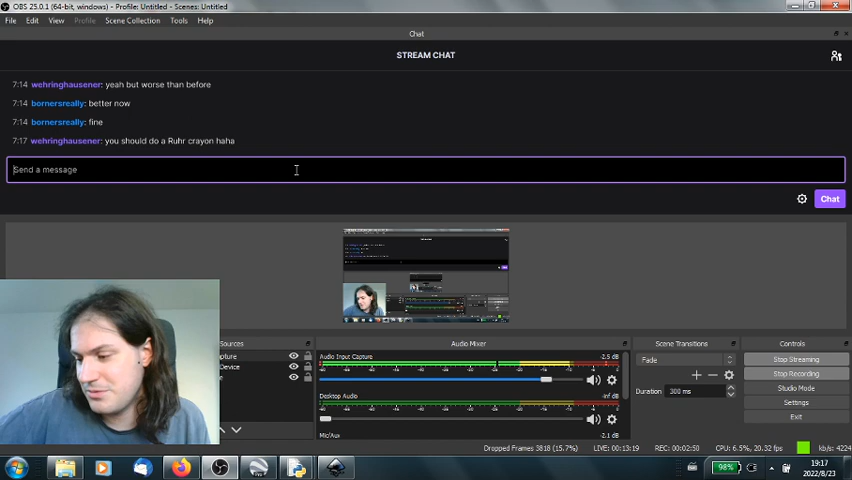 OBS 25.0.1 (64-bit, windows) - Profile: Untitled - Scenes: Untitled
File Edit View Profile Scene Collection Tools Help
Chat
STREAM CHAT
7:14 wehringhausener: yeah but worse than before
7:14 bornersreally: better now
7:14 bornersreally: fine
7:17 wehringhausener: you should do a Ruhr crayon haha
Send a message
Chat
Sources
pture
Device
Audio Mixer
Audio Input Capture -2.5 dB
Desktop Audio -inf dB
Mic/Aux -2.1 dB
Scene Transitions
Fade
Duration 300 ms
Controls
Stop Streaming
Stop Recording
Studio Mode
Settings
Exit
Dropped Frames 3818 (15.7%) LIVE: 00:13:19 REC: 00:02:50 CPU: 6.5%, 20.32 fps kb/s: 4224
98%
19:17
2022/8/23